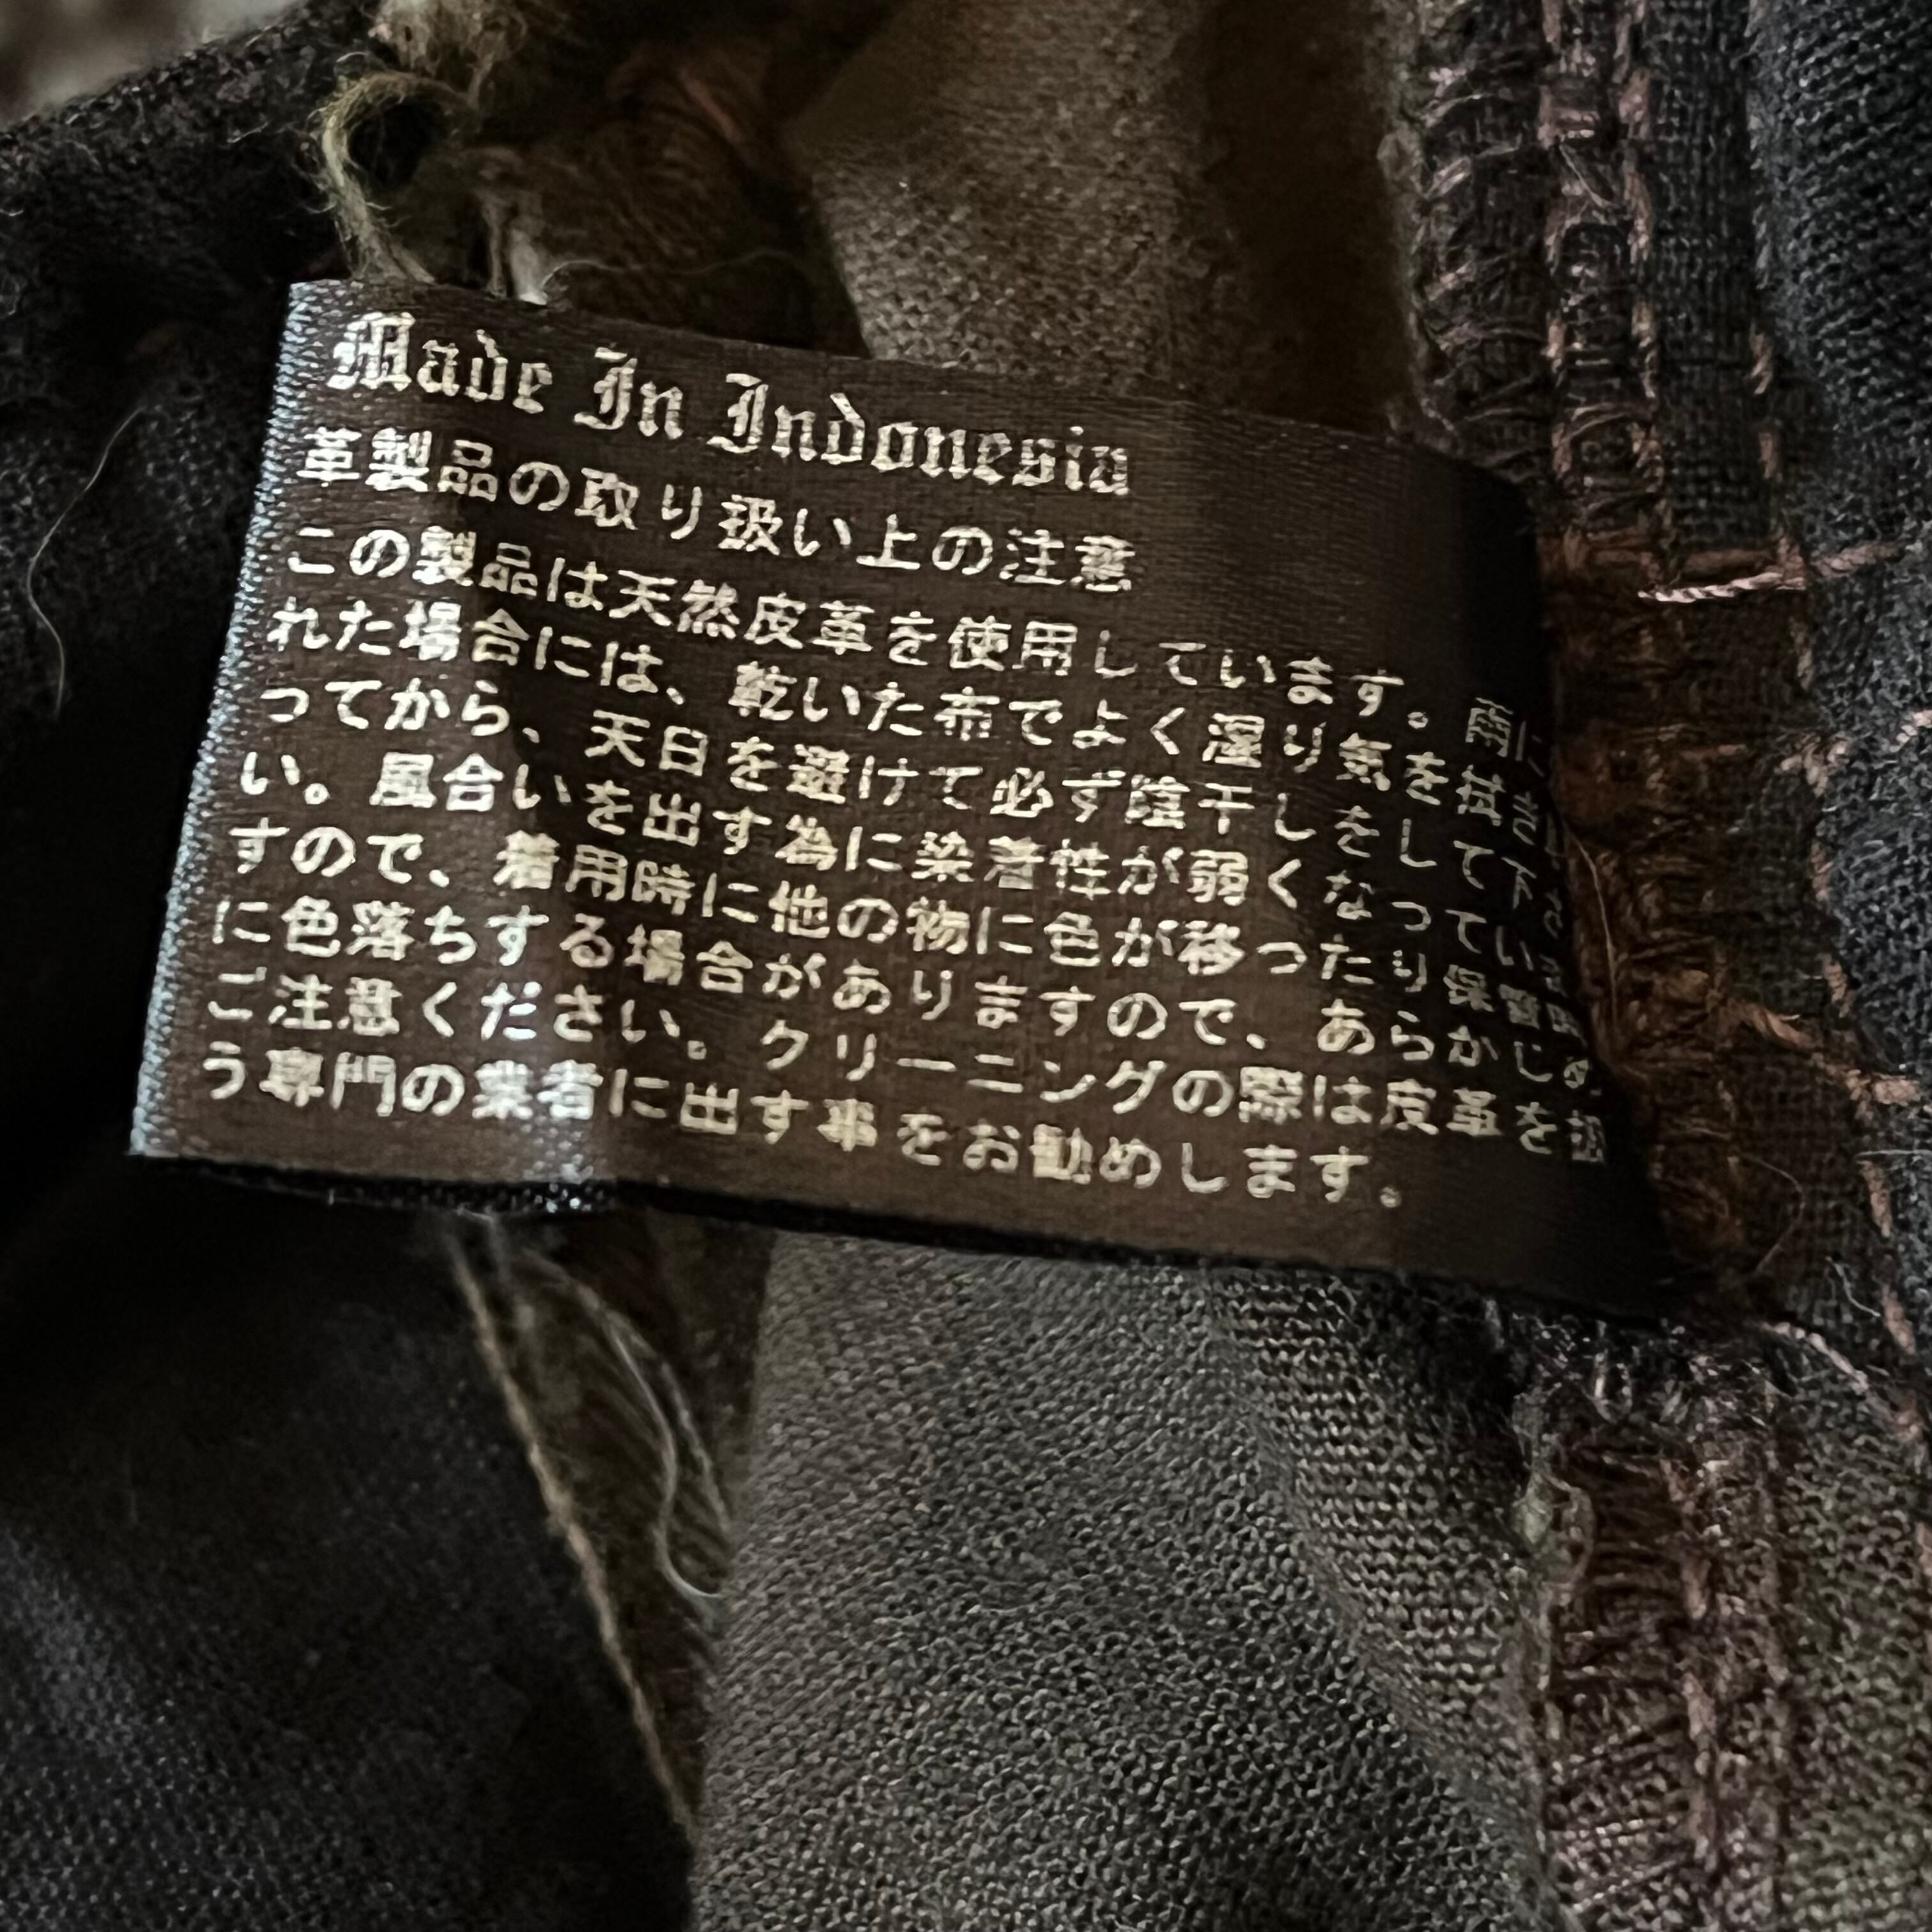 Made In Indonesia
革製品の取り扱い上の注意
この製品は天然皮革を使用しています。雨に
れた場合には、乾いた布でよく湿り気を拭き
ってから、天日を避けて必ず陰干しをして下
い。風合いを出す為に染着性が弱くなってい
すので、着用時に他の物に色が移ったり保管
に色落ちする場合がありますので、あらかじめ
ご注意ください。クリーニングの際は皮革を扱
う専門の業者に出す事をお勧めします。